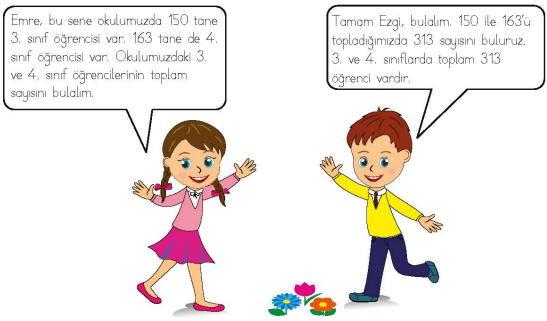 Emre, bu sene okulumuzda 150 tane
3. sınıf öğrencisi var. 163 tane de 4.
sınıf öğrencisi var. Okulumuzdaki 3.
ve 4. sınıf öğrencilerinin toplam
sayısını bulalım.
Tamam Ezgi, bulalım. 150 ile 163'ü
topladığımızda 313 sayısını buluruz.
3. ve 4. sınıflarda toplam 313
öğrenci vardır.